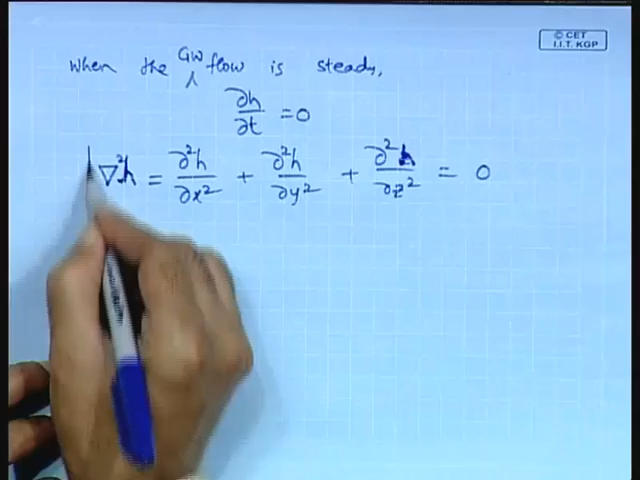 © CET
I.I.T. KGP
When the GW flow is steady,
∂h/∂t = 0
∇²h = ∂²h/∂x² + ∂²h/∂y² + ∂²h/∂z² = 0